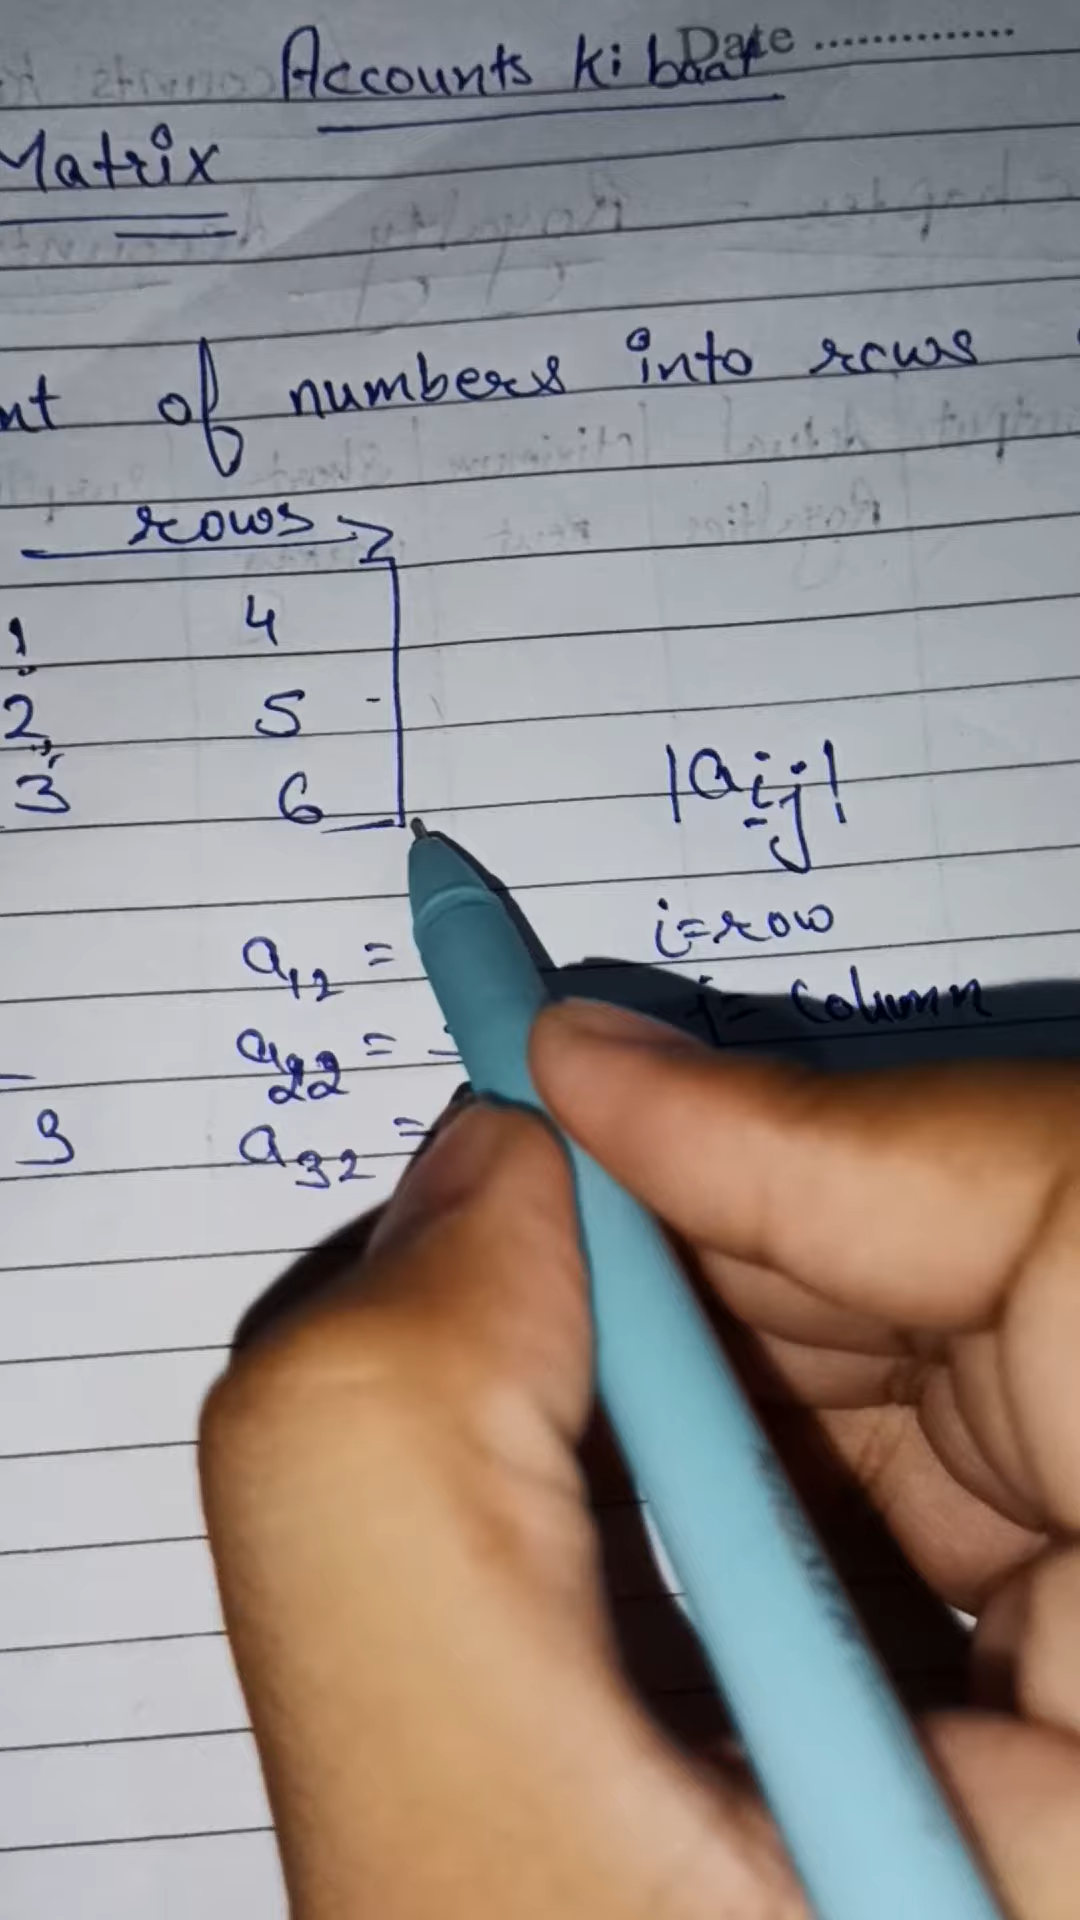 Accounts ki baat
Date ..............
Matrix
of numbers into rows
rows
1 4
2 5
3 6
|aij|
i=row
a12 =
j= column
a22 =
3
a32 =